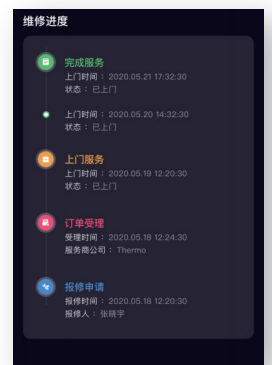 维修进度
完成服务
上门时间： 2020.05.21 17:32:30
状态： 已上门
上门时间： 2020.05.20 14:32:30
状态： 已上门
上门服务
上门时间： 2020.05.19 12:20:30
状态： 已上门
订单受理
受理时间： 2020.05.18 12:24:30
服务商公司： Thermo
报修申请
报修时间： 2020.05.18 12:20:30
报修人： 张晓宇